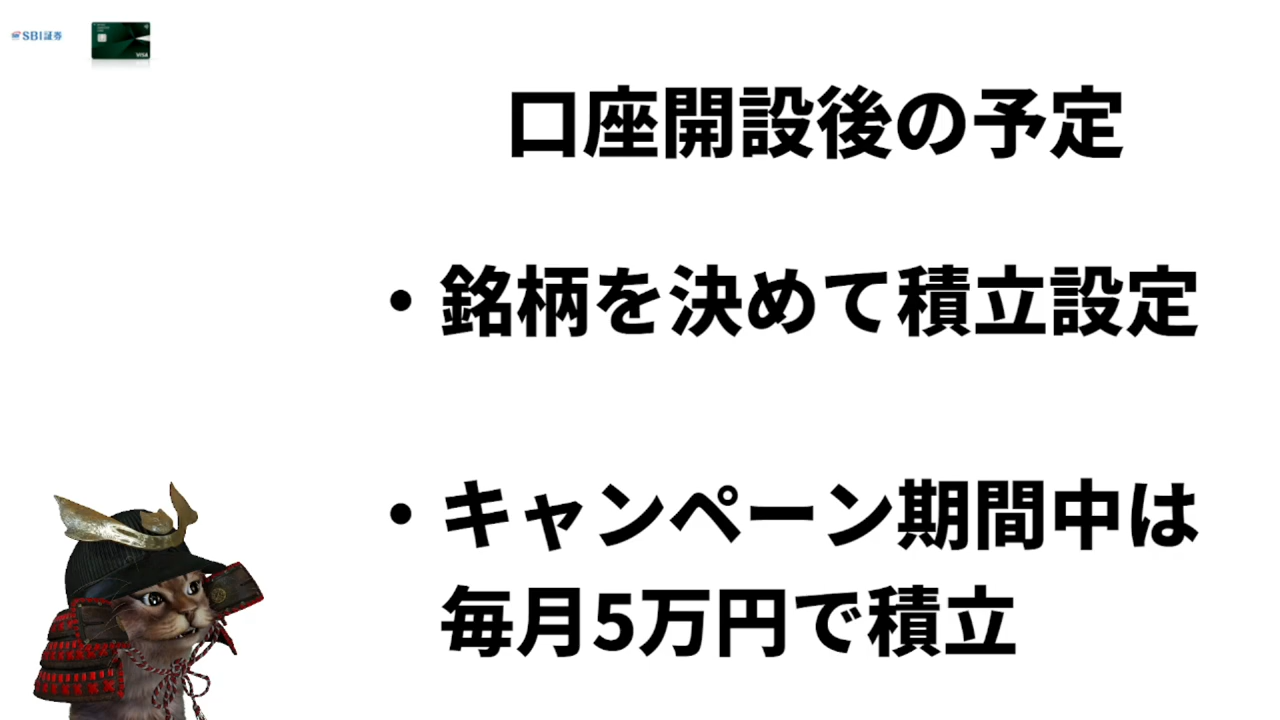 SBI証券
VISA
口座開設後の予定
・銘柄を決めて積立設定
・キャンペーン期間中は
毎月5万円で積立